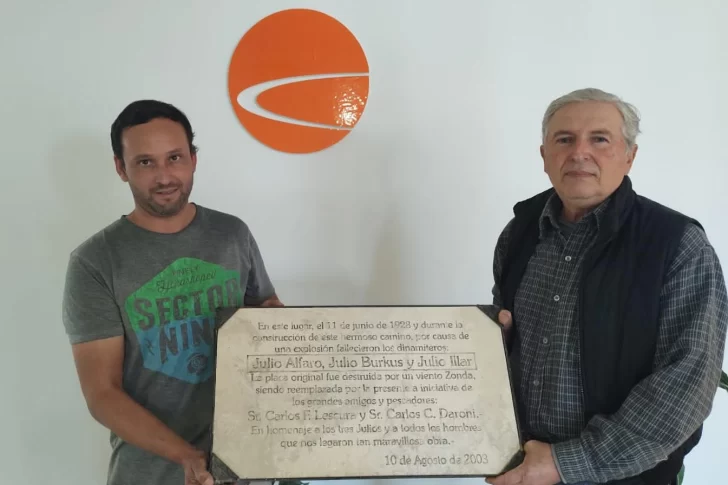 SECTOR
NINE
En este lugar, el 11 de junio de 1928 y durante la
construcción de este hermoso camino, por causa de
una explosión fallecieron los dinamiteros:
Julio Alfaro, Julio Burkus y Julio Illar
La placa original fue destruida por un viento Zonda,
siendo reemplazada por la presente a iniciativa de
los grandes amigos y pescadores:
Sr. Carlos F. Lescura y Sr. Carlos C. Deroni.-
En homenaje a los tres Julios y a todos los hombres
que nos legaron tan maravillosa obra.-
10 de Agosto de 2003